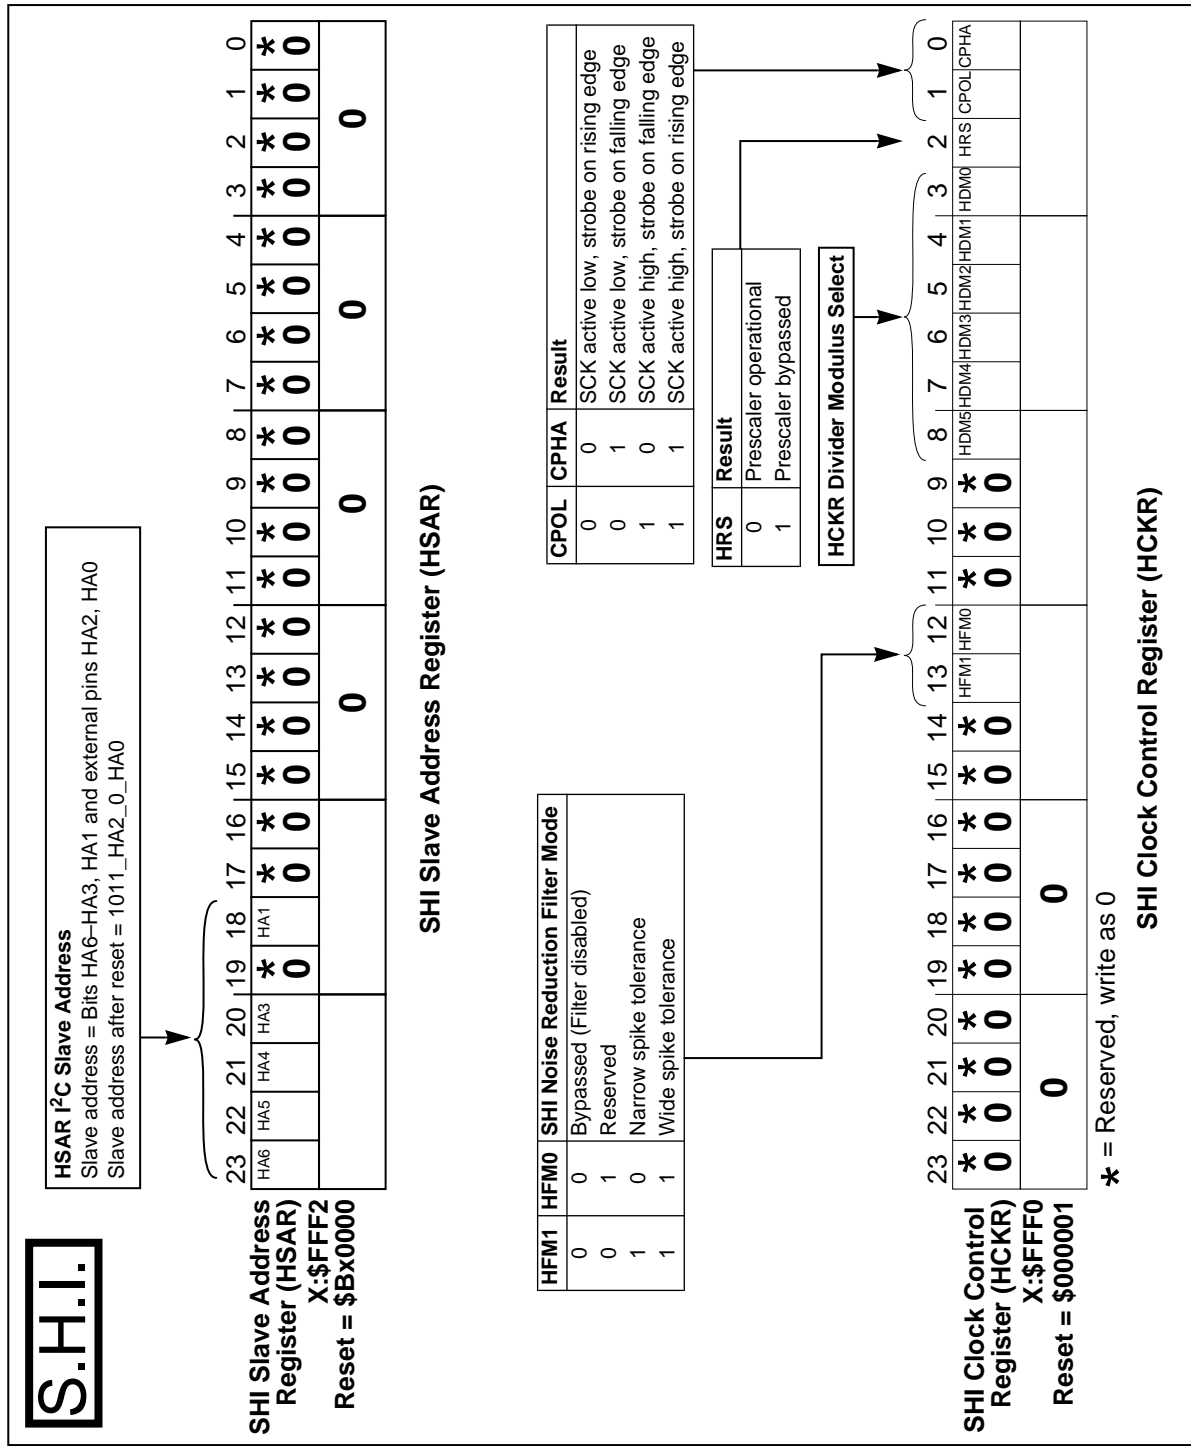 S.H.I.
HSAR I²C Slave Address
Slave address = Bits HA6–HA3, HA1 and external pins HA2, HA0
Slave address after reset = 1011_HA2_0_HA0
23 22 21 20 19 18 17 16 15 14 13 12 11 10 9 8 7 6 5 4 3 2 1 0
SHI Slave Address
Register (HSAR)
X:$FFF2
Reset = $Bx0000
HA6 HA5 HA4 HA3 * HA1 * * * * * * * * * * * * * * * * * *
0 0 0 0 0 0 0 0 0 0 0 0 0 0 0 0 0 0 0
0 0 0 0
SHI Slave Address Register (HSAR)
HFM1 HFM0 SHI Noise Reduction Filter Mode
0 0 Bypassed (Filter disabled)
0 1 Reserved
1 0 Narrow spike tolerance
1 1 Wide spike tolerance
CPOL CPHA Result
0 0 SCK active low, strobe on rising edge
0 1 SCK active low, strobe on falling edge
1 0 SCK active high, strobe on falling edge
1 1 SCK active high, strobe on rising edge
HRS Result
0 Prescaler operational
1 Prescaler bypassed
HCKR Divider Modulus Select
23 22 21 20 19 18 17 16 15 14 13 12 11 10 9 8 7 6 5 4 3 2 1 0
SHI Clock Control
Register (HCKR)
X:$FFF0
Reset = $000001
* * * * * * * * * * HFM1 HFM0 * * * HDM5 HDM4 HDM3 HDM2 HDM1 HDM0 HRS CPOL CPHA
0 0 0 0 0 0 0 0 0 0 0 0 0
0 0
* = Reserved, write as 0
SHI Clock Control Register (HCKR)